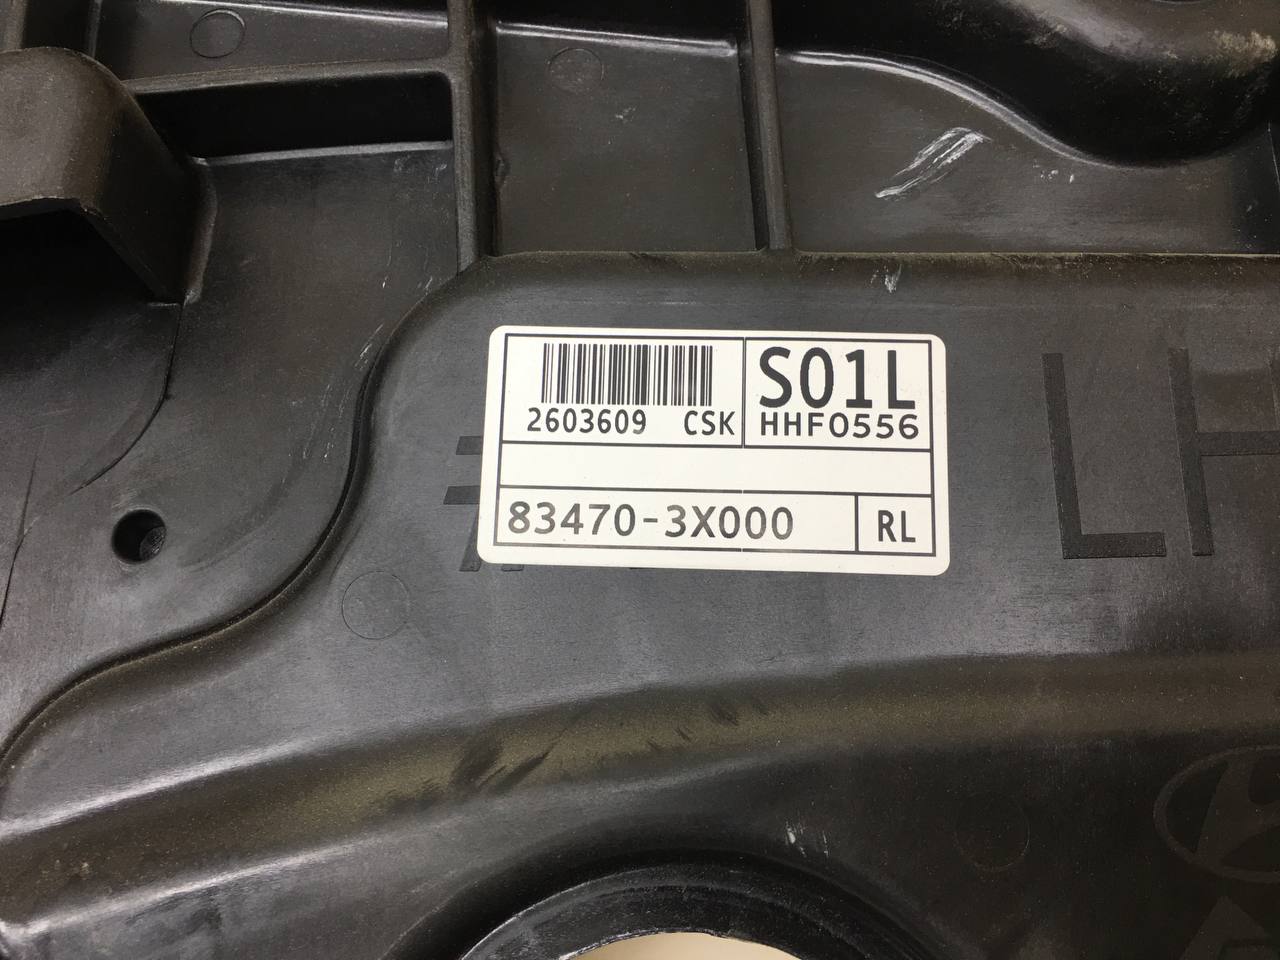 2603609 CSK
S01L
HHF0556
83470-3X000
RL
LH